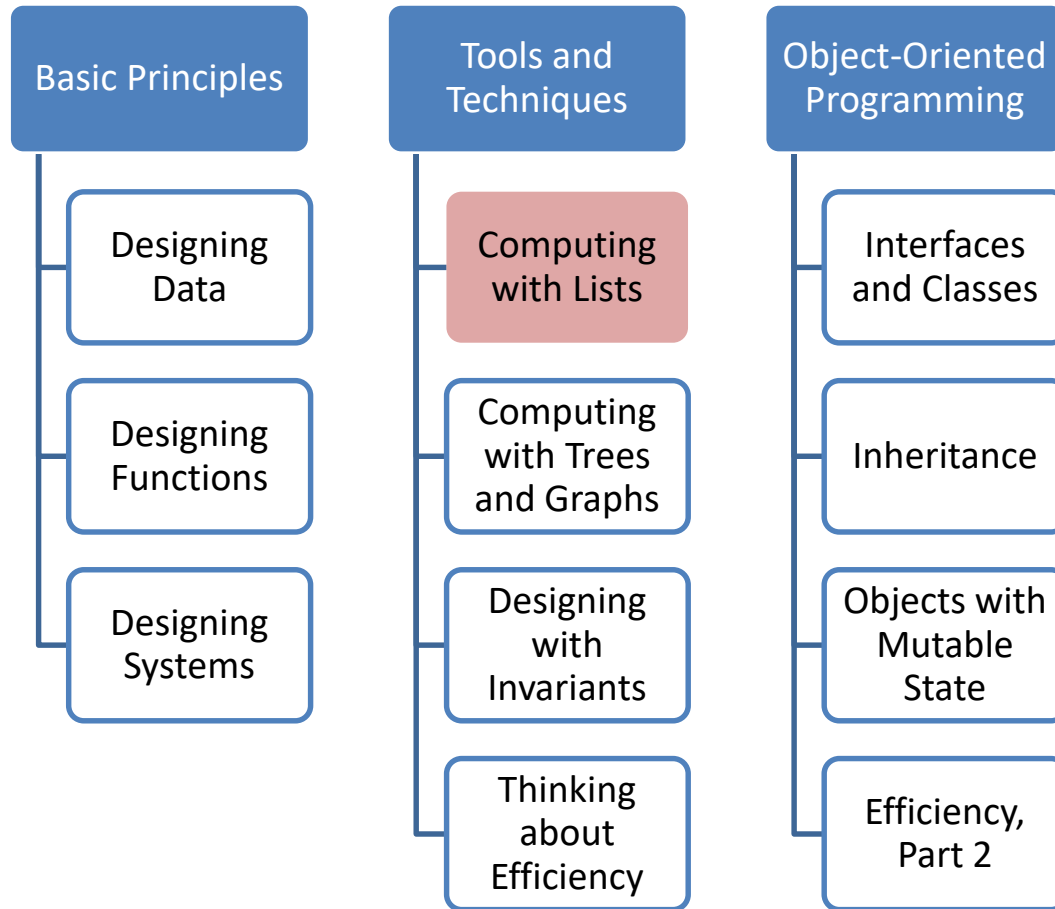 Basic Principles
Designing
Data
Designing
Functions
Designing
Systems
Tools and
Techniques
Computing
with Lists
Computing
with Trees
and Graphs
Designing
with
Invariants
Thinking
about
Efficiency
Object-Oriented
Programming
Interfaces
and Classes
Inheritance
Objects with
Mutable
State
Efficiency,
Part 2